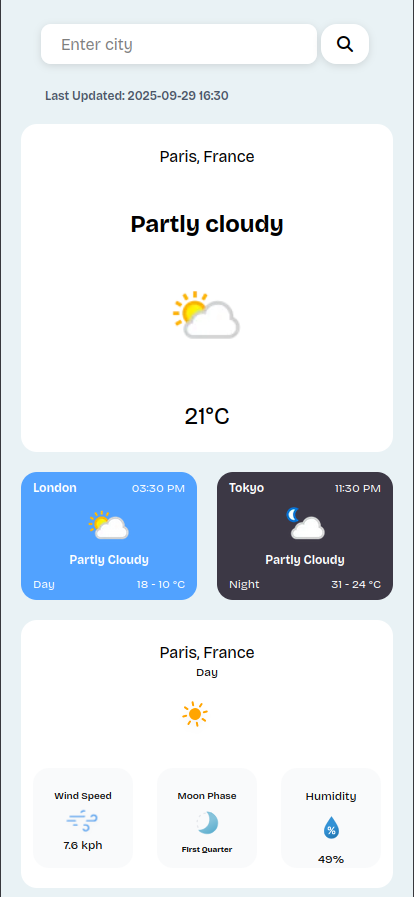 Enter city
Last Updated: 2025-09-29 16:30
Paris, France
Partly cloudy
21°C
London 03:30 PM
Partly Cloudy
Day 18 - 10 °C
Tokyo 11:30 PM
Partly Cloudy
Night 31 - 24 °C
Paris, France
Day
Wind Speed
7.6 kph
Moon Phase
First Quarter
Humidity
%
49%